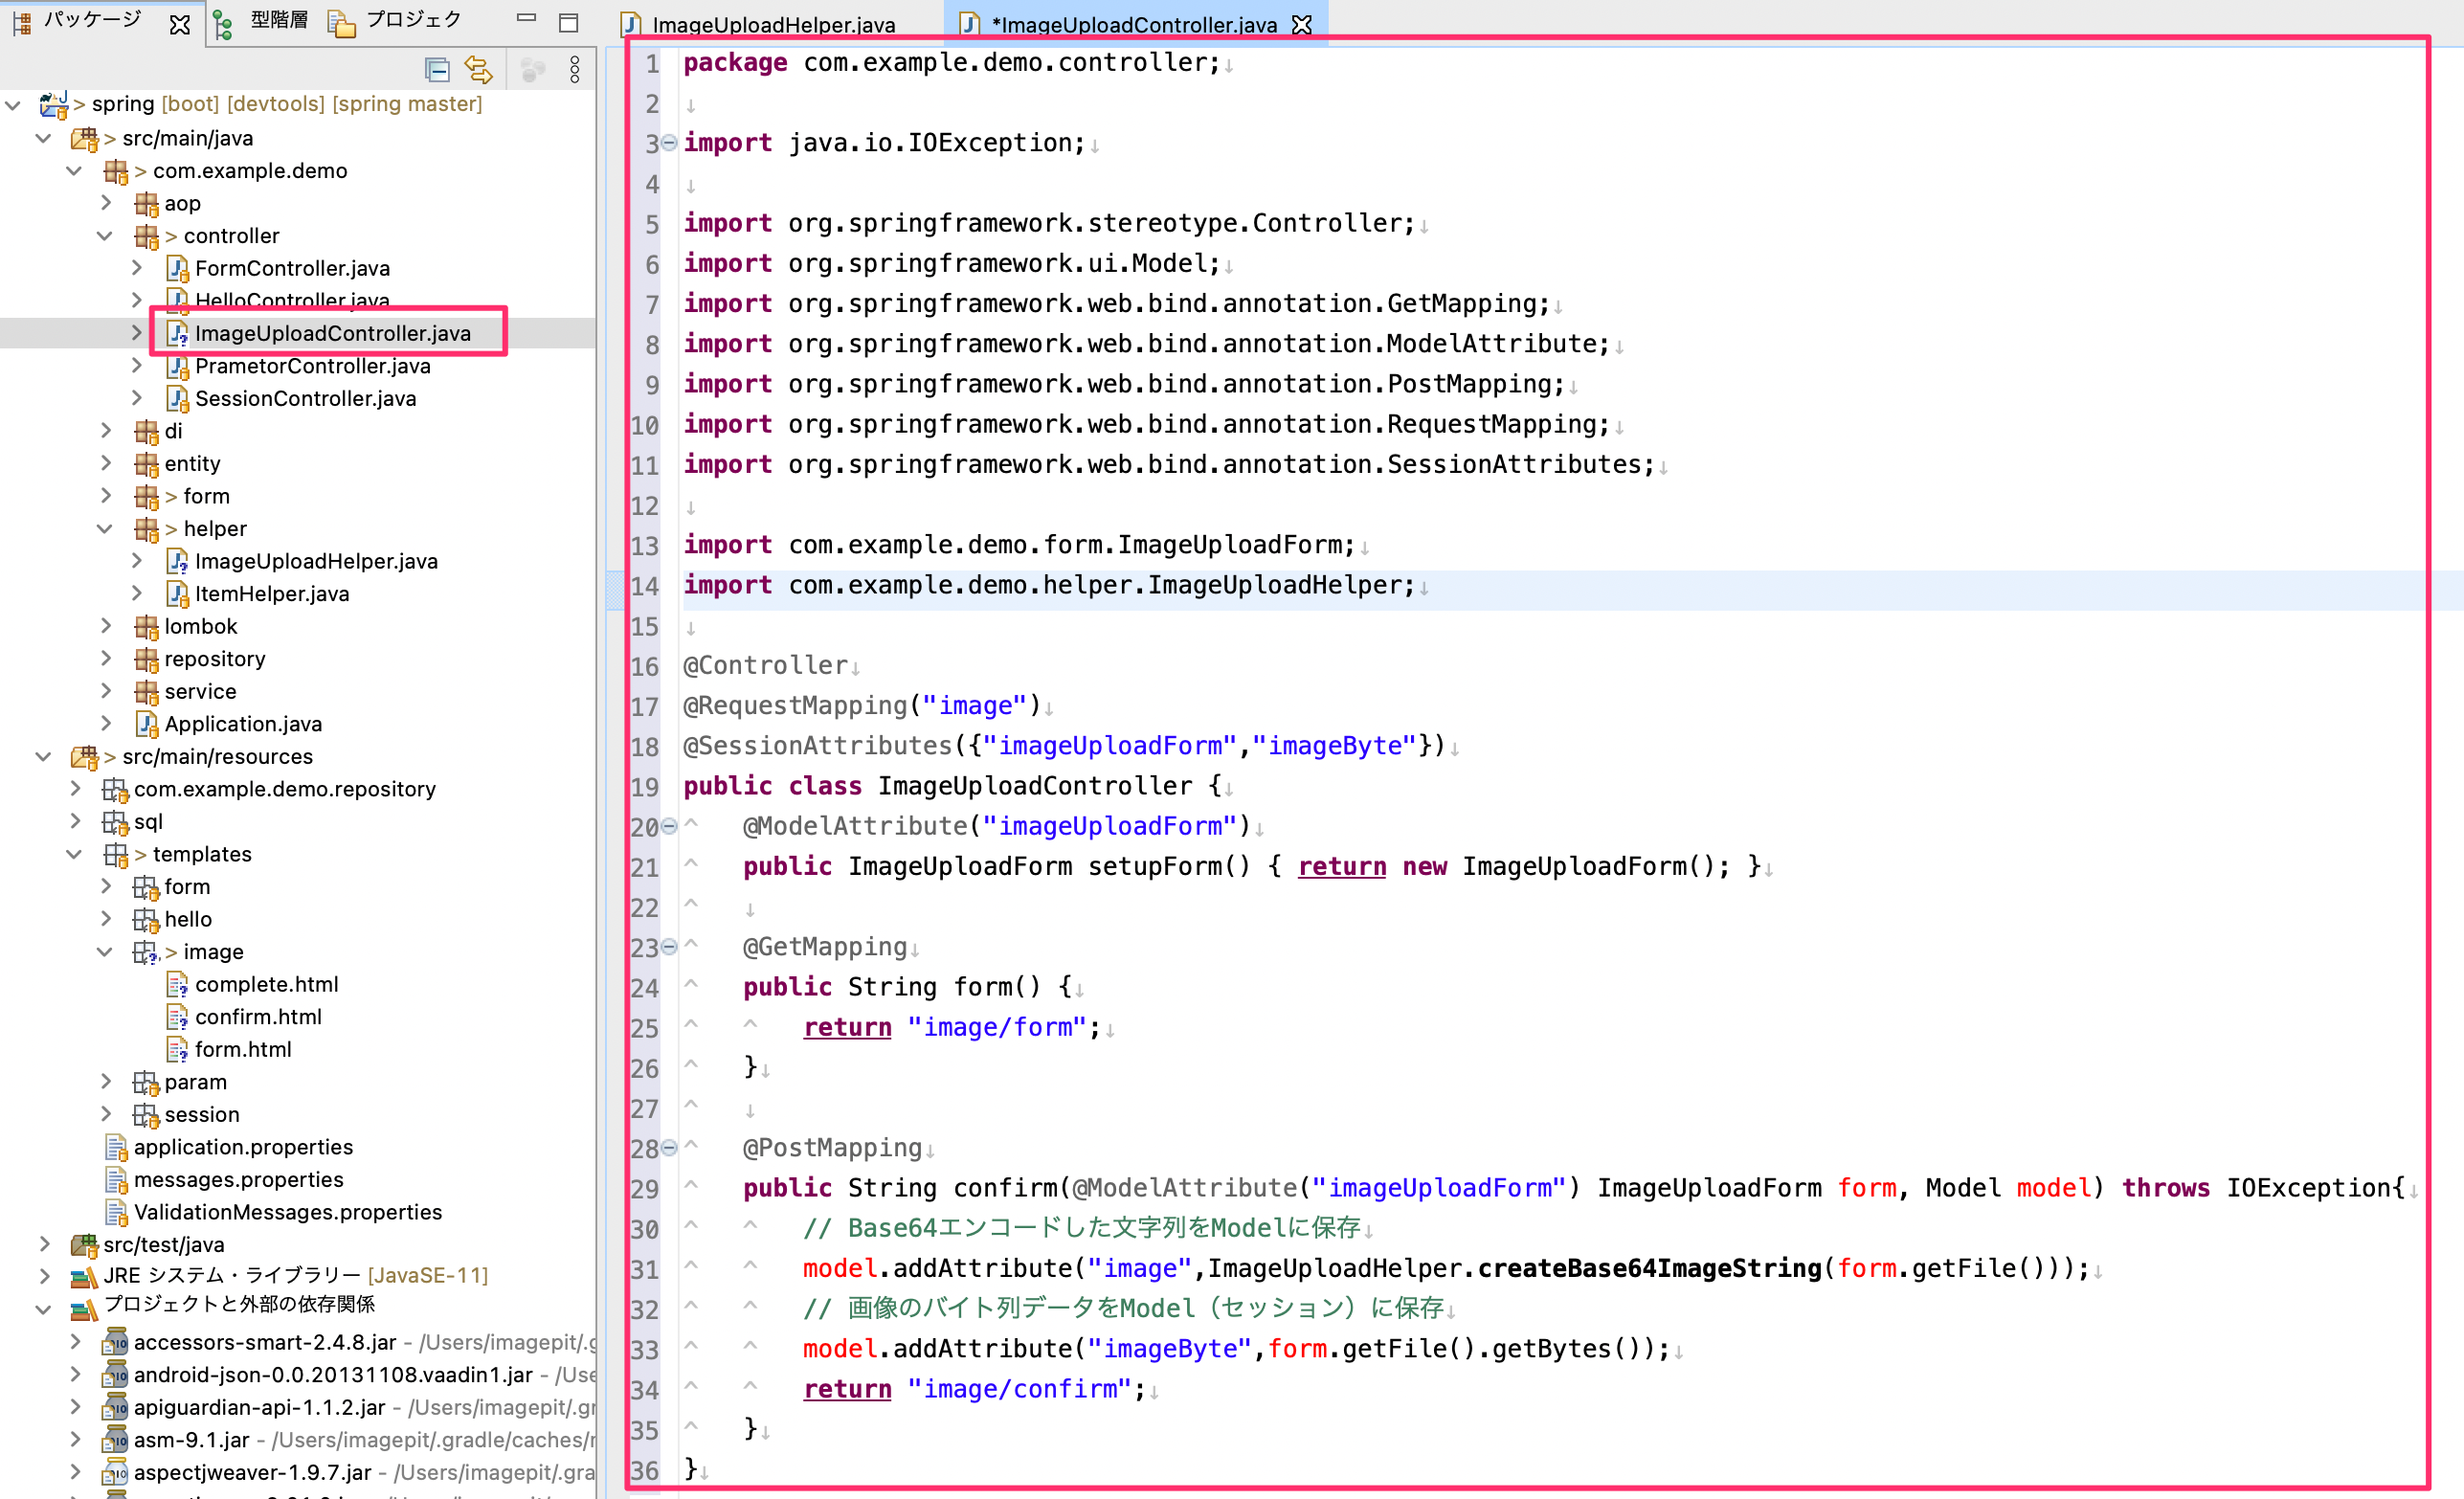 パッケージ
型階層
プロジェク
> spring [boot] [devtools] [spring master]
> src/main/java
> com.example.demo
aop
> controller
FormController.java
HelloController.java
ImageUploadController.java
PrametorController.java
SessionController.java
di
entity
> form
> helper
ImageUploadHelper.java
ItemHelper.java
lombok
repository
service
Application.java
> src/main/resources
com.example.demo.repository
sql
> templates
form
hello
> image
complete.html
confirm.html
form.html
param
session
application.properties
messages.properties
ValidationMessages.properties
src/test/java
JRE システム・ライブラリー [JavaSE-11]
プロジェクトと外部の依存関係
accessors-smart-2.4.8.jar - /Users/imagepit/.g
android-json-0.0.20131108.vaadin1.jar - /Use
apiguardian-api-1.1.2.jar - /Users/imagepit/.gr
asm-9.1.jar - /Users/imagepit/.gradle/caches/
aspectjweaver-1.9.7.jar - /Users/imagepit/.gra
ImageUploadHelper.java
*ImageUploadController.java
1 package com.example.demo.controller;↓
2 ↓
3 import java.io.IOException;↓
4 ↓
5 import org.springframework.stereotype.Controller;↓
6 import org.springframework.ui.Model;↓
7 import org.springframework.web.bind.annotation.GetMapping;↓
8 import org.springframework.web.bind.annotation.ModelAttribute;↓
9 import org.springframework.web.bind.annotation.PostMapping;↓
10 import org.springframework.web.bind.annotation.RequestMapping;↓
11 import org.springframework.web.bind.annotation.SessionAttributes;↓
12 ↓
13 import com.example.demo.form.ImageUploadForm;↓
14 import com.example.demo.helper.ImageUploadHelper;↓
15 ↓
16 @Controller↓
17 @RequestMapping("image")↓
18 @SessionAttributes({"imageUploadForm","imageByte"})↓
19 public class ImageUploadController {↓
20 ^ @ModelAttribute("imageUploadForm")↓
21 ^ public ImageUploadForm setupForm() { return new ImageUploadForm(); }↓
22 ^ ↓
23 ^ @GetMapping↓
24 ^ public String form() {↓
25 ^ ^ return "image/form";↓
26 ^ }↓
27 ^ ↓
28 ^ @PostMapping↓
29 ^ public String confirm(@ModelAttribute("imageUploadForm") ImageUploadForm form, Model model) throws IOException{↓
30 ^ ^ // Base64エンコードした文字列をModelに保存↓
31 ^ ^ model.addAttribute("image",ImageUploadHelper.createBase64ImageString(form.getFile()));↓
32 ^ ^ // 画像のバイト列データをModel（セッション）に保存↓
33 ^ ^ model.addAttribute("imageByte",form.getFile().getBytes());↓
34 ^ ^ return "image/confirm";↓
35 ^ }↓
36 }↓